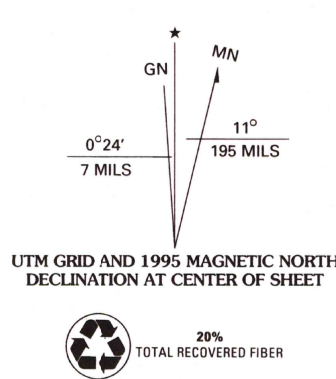 ★
GN
MN
0°24'
7 MILS
11°
195 MILS
UTM GRID AND 1995 MAGNETIC NORTH
DECLINATION AT CENTER OF SHEET
20%
TOTAL RECOVERED FIBER